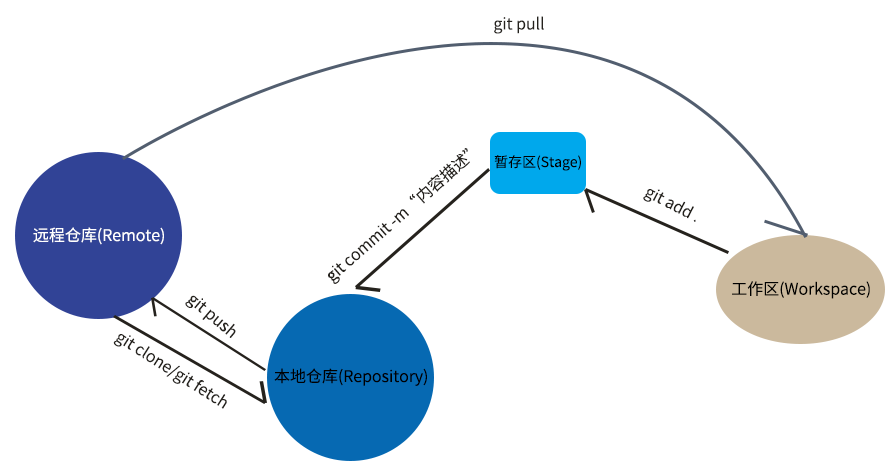 git pull
暂存区(Stage)
git add .
git commit -m “内容描述”
远程仓库(Remote)
工作区(Workspace)
git push
git clone/git fetch
本地仓库(Repository)